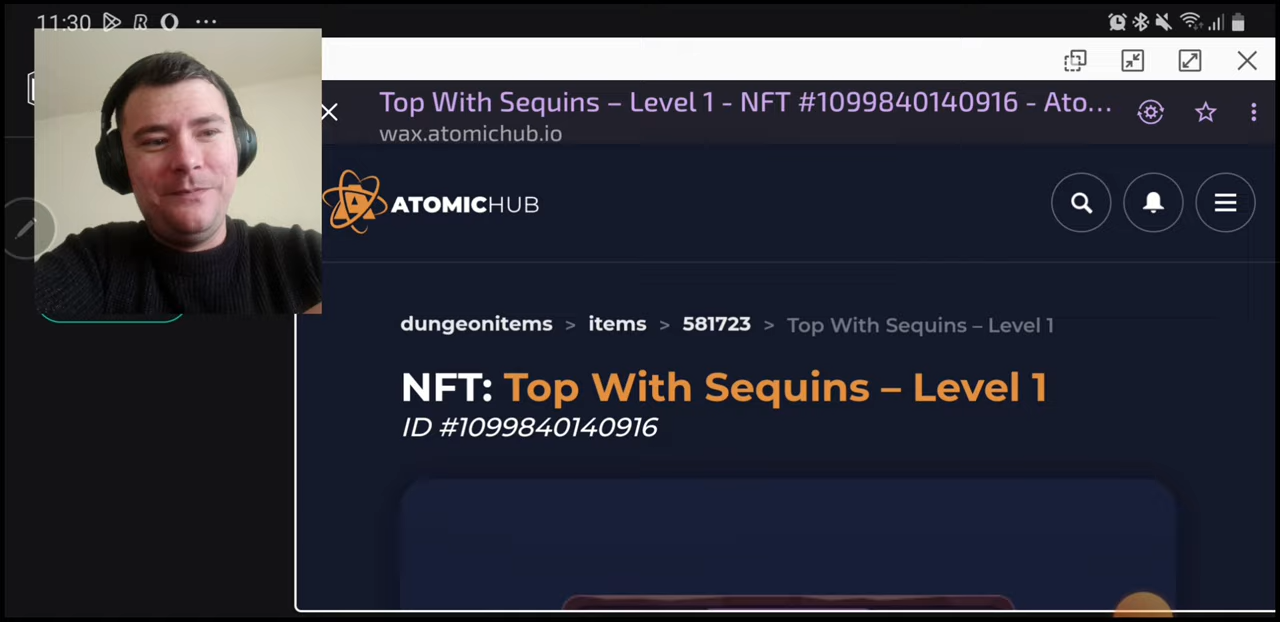 11:30
Top With Sequins – Level 1 - NFT #1099840140916 - Ato...
wax.atomichub.io
ATOMICHUB
dungeonitems > items > 581723 > Top With Sequins – Level 1
NFT: Top With Sequins – Level 1
ID #1099840140916